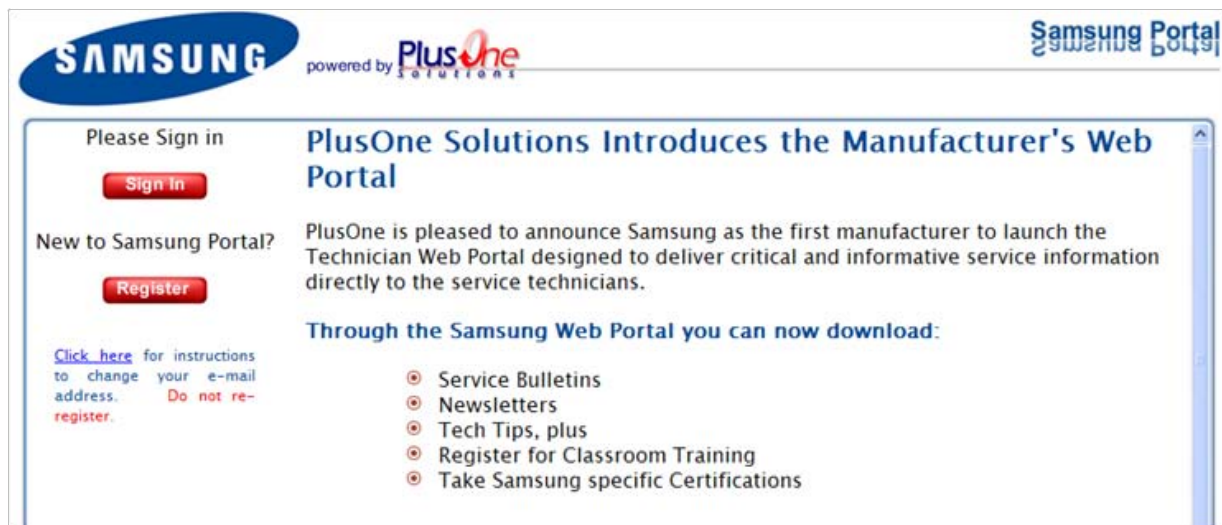 SAMSUNG
powered by PlusOne
Solutions
Samsung Portal
Please Sign in
Sign In
New to Samsung Portal?
Register
Click here for instructions
to change your e-mail
address. Do not re-
register.
PlusOne Solutions Introduces the Manufacturer's Web
Portal
PlusOne is pleased to announce Samsung as the first manufacturer to launch the
Technician Web Portal designed to deliver critical and informative service information
directly to the service technicians.
Through the Samsung Web Portal you can now download:
Service Bulletins
Newsletters
Tech Tips, plus
Register for Classroom Training
Take Samsung specific Certifications